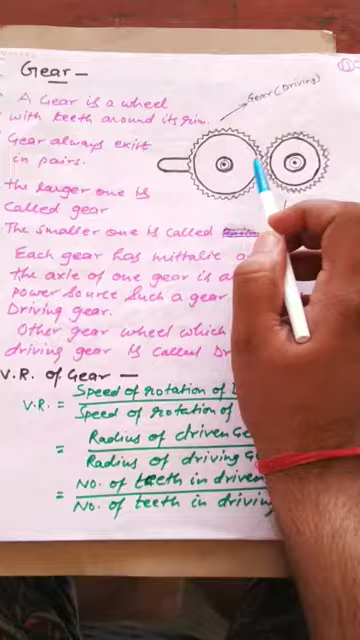 Gear -
Gear (Driving)
A Gear is a wheel
with teeth around its rim.
Gear always exist
in pairs.
the larger one is
called gear
The smaller one is called
Each gear has mittalic a
the axle of one gear is a
power source such a gear
Driving gear.
Other gear wheel which
driving gear is called Dr
V.R. of Gear -
V.R. = Speed of rotation of D
Speed of rotation of
= Radius of driven Ge
Radius of driving G
= No. of teeth in driven
No. of teeth in driving